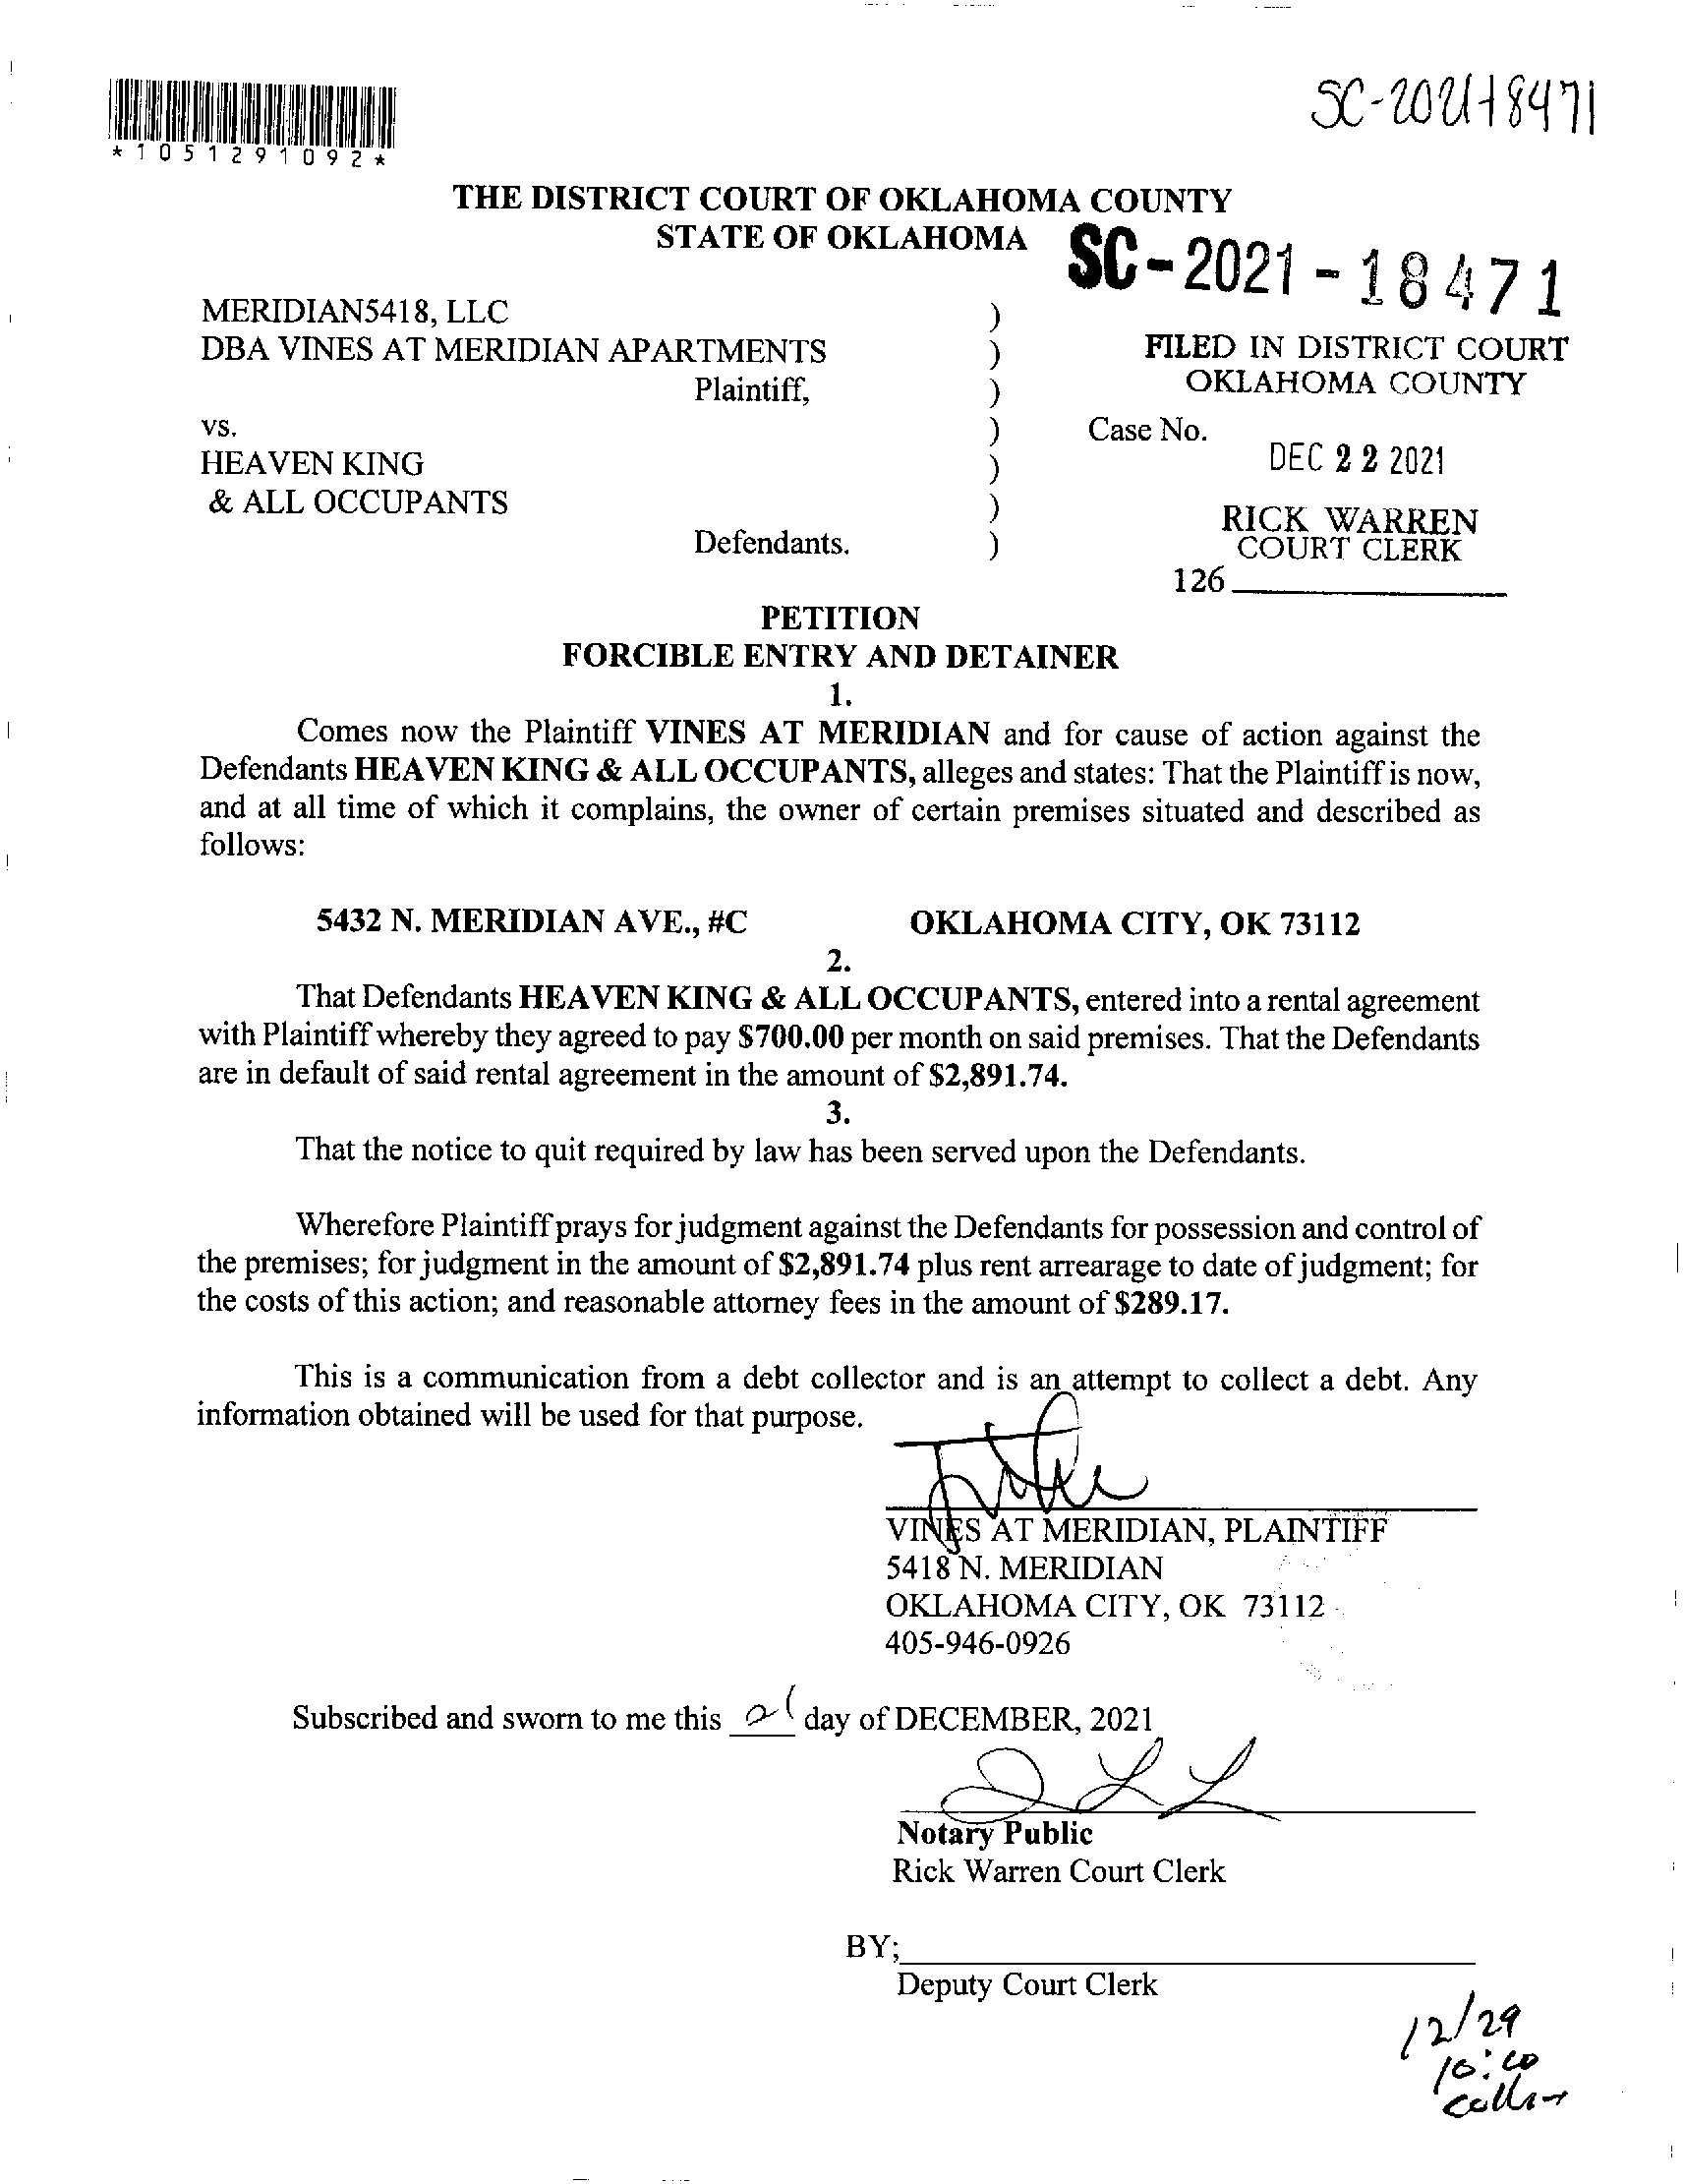 SC-2021-18471
*1051291092*
THE DISTRICT COURT OF OKLAHOMA COUNTY
STATE OF OKLAHOMA
SC-2021-18471
MERIDIAN5418, LLC )
DBA VINES AT MERIDIAN APARTMENTS ) FILED IN DISTRICT COURT
Plaintiff, ) OKLAHOMA COUNTY
vs. ) Case No.
HEAVEN KING ) DEC 22 2021
& ALL OCCUPANTS ) RICK WARREN
Defendants. ) COURT CLERK
126
PETITION
FORCIBLE ENTRY AND DETAINER
1.
Comes now the Plaintiff VINES AT MERIDIAN and for cause of action against the
Defendants HEAVEN KING & ALL OCCUPANTS, alleges and states: That the Plaintiff is now,
and at all time of which it complains, the owner of certain premises situated and described as
follows:
5432 N. MERIDIAN AVE., #C OKLAHOMA CITY, OK 73112
2.
That Defendants HEAVEN KING & ALL OCCUPANTS, entered into a rental agreement
with Plaintiff whereby they agreed to pay $700.00 per month on said premises. That the Defendants
are in default of said rental agreement in the amount of $2,891.74.
3.
That the notice to quit required by law has been served upon the Defendants.
Wherefore Plaintiff prays for judgment against the Defendants for possession and control of
the premises; for judgment in the amount of $2,891.74 plus rent arrearage to date of judgment; for
the costs of this action; and reasonable attorney fees in the amount of $289.17.
This is a communication from a debt collector and is an attempt to collect a debt. Any
information obtained will be used for that purpose.
VINES AT MERIDIAN, PLAINTIFF
5418 N. MERIDIAN
OKLAHOMA CITY, OK 73112
405-946-0926
Subscribed and sworn to me this 21 day of DECEMBER, 2021
Notary Public
Rick Warren Court Clerk
BY;
Deputy Court Clerk
12/29
10:00